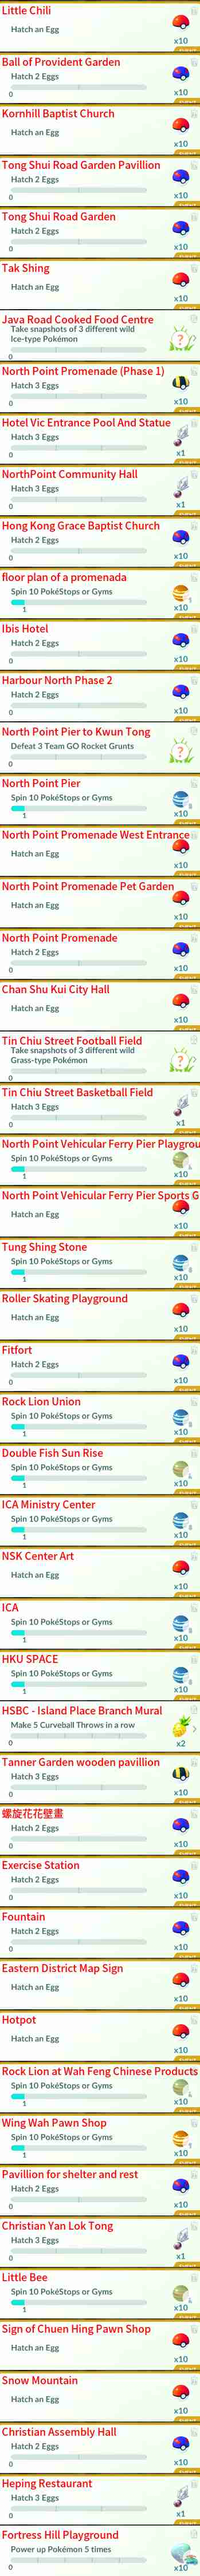 Little Chili
Hatch an Egg
x10
Ball of Provident Garden
Hatch 2 Eggs
0
x10
Kornhill Baptist Church
Hatch an Egg
x10
Tong Shui Road Garden Pavillion
Hatch 2 Eggs
0
x10
Tong Shui Road Garden
Hatch 2 Eggs
0
x10
Tak Shing
Hatch an Egg
x10
Java Road Cooked Food Centre
Take snapshots of 3 different wild
Ice-type Pokémon
0
North Point Promenade (Phase 1)
Hatch 3 Eggs
0
x10
Hotel Vic Entrance Pool And Statue
Hatch 3 Eggs
0
x1
NorthPoint Community Hall
Hatch 3 Eggs
0
x1
Hong Kong Grace Baptist Church
Hatch 2 Eggs
0
x10
floor plan of a promenada
Spin 10 PokéStops or Gyms
1
x10
Ibis Hotel
Hatch 2 Eggs
0
x10
Harbour North Phase 2
Hatch 2 Eggs
0
x10
North Point Pier to Kwun Tong
Defeat 3 Team GO Rocket Grunts
0
North Point Pier
Spin 10 PokéStops or Gyms
1
x10
North Point Promenade West Entrance
Hatch an Egg
x10
North Point Promenade Pet Garden
Hatch an Egg
x10
North Point Promenade
Hatch 2 Eggs
0
x10
Chan Shu Kui City Hall
Hatch an Egg
x10
Tin Chiu Street Football Field
Take snapshots of 3 different wild
Grass-type Pokémon
0
Tin Chiu Street Basketball Field
Hatch 3 Eggs
0
x1
North Point Vehicular Ferry Pier Playgrou
Spin 10 PokéStops or Gyms
1
x10
North Point Vehicular Ferry Pier Sports G
Hatch an Egg
x10
Tung Shing Stone
Spin 10 PokéStops or Gyms
1
x10
Roller Skating Playground
Hatch an Egg
x10
Fitfort
Hatch 2 Eggs
0
x10
Rock Lion Union
Spin 10 PokéStops or Gyms
1
x10
Double Fish Sun Rise
Spin 10 PokéStops or Gyms
1
x10
ICA Ministry Center
Spin 10 PokéStops or Gyms
1
x10
NSK Center Art
Hatch an Egg
x10
ICA
Spin 10 PokéStops or Gyms
1
x10
HKU SPACE
Spin 10 PokéStops or Gyms
1
x10
HSBC - Island Place Branch Mural
Make 5 Curveball Throws in a row
0
x2
Tanner Garden wooden pavillion
Hatch 3 Eggs
0
x10
螺旋花花壁畫
Hatch 2 Eggs
0
x10
Exercise Station
Hatch 2 Eggs
0
x10
Fountain
Hatch 2 Eggs
0
x10
Eastern District Map Sign
Hatch an Egg
x10
Hotpot
Hatch an Egg
x10
Rock Lion at Wah Feng Chinese Products
Spin 10 PokéStops or Gyms
1
x10
Wing Wah Pawn Shop
Spin 10 PokéStops or Gyms
1
x10
Pavillion for shelter and rest
Hatch 2 Eggs
0
x10
Christian Yan Lok Tong
Hatch 3 Eggs
0
x1
Little Bee
Spin 10 PokéStops or Gyms
1
x10
Sign of Chuen Hing Pawn Shop
Hatch an Egg
x10
Snow Mountain
Hatch an Egg
x10
Christian Assembly Hall
Hatch 2 Eggs
0
x10
Heping Restaurant
Hatch 3 Eggs
0
x1
Fortress Hill Playground
Power up Pokémon 5 times
0
x10